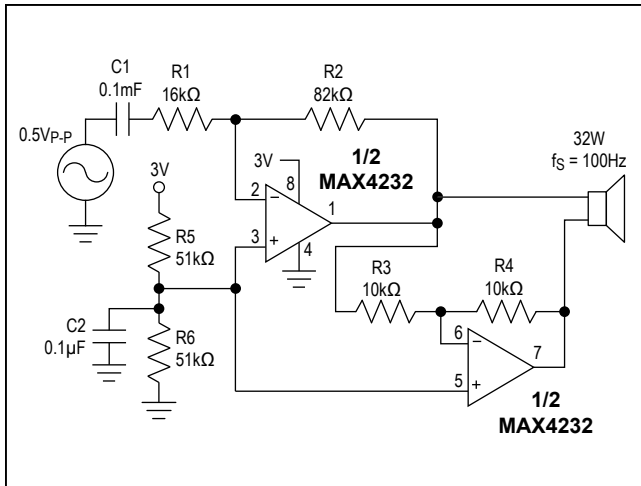 C1
0.1mF
R1
16kΩ
R2
82kΩ
0.5VP-P
3V
R5
51kΩ
C2
0.1µF
R6
51kΩ
3V
1/2
MAX4232
2
8
1
3
4
−
+
32W
fS = 100Hz
R3
10kΩ
R4
10kΩ
6
7
5
−
+
1/2
MAX4232